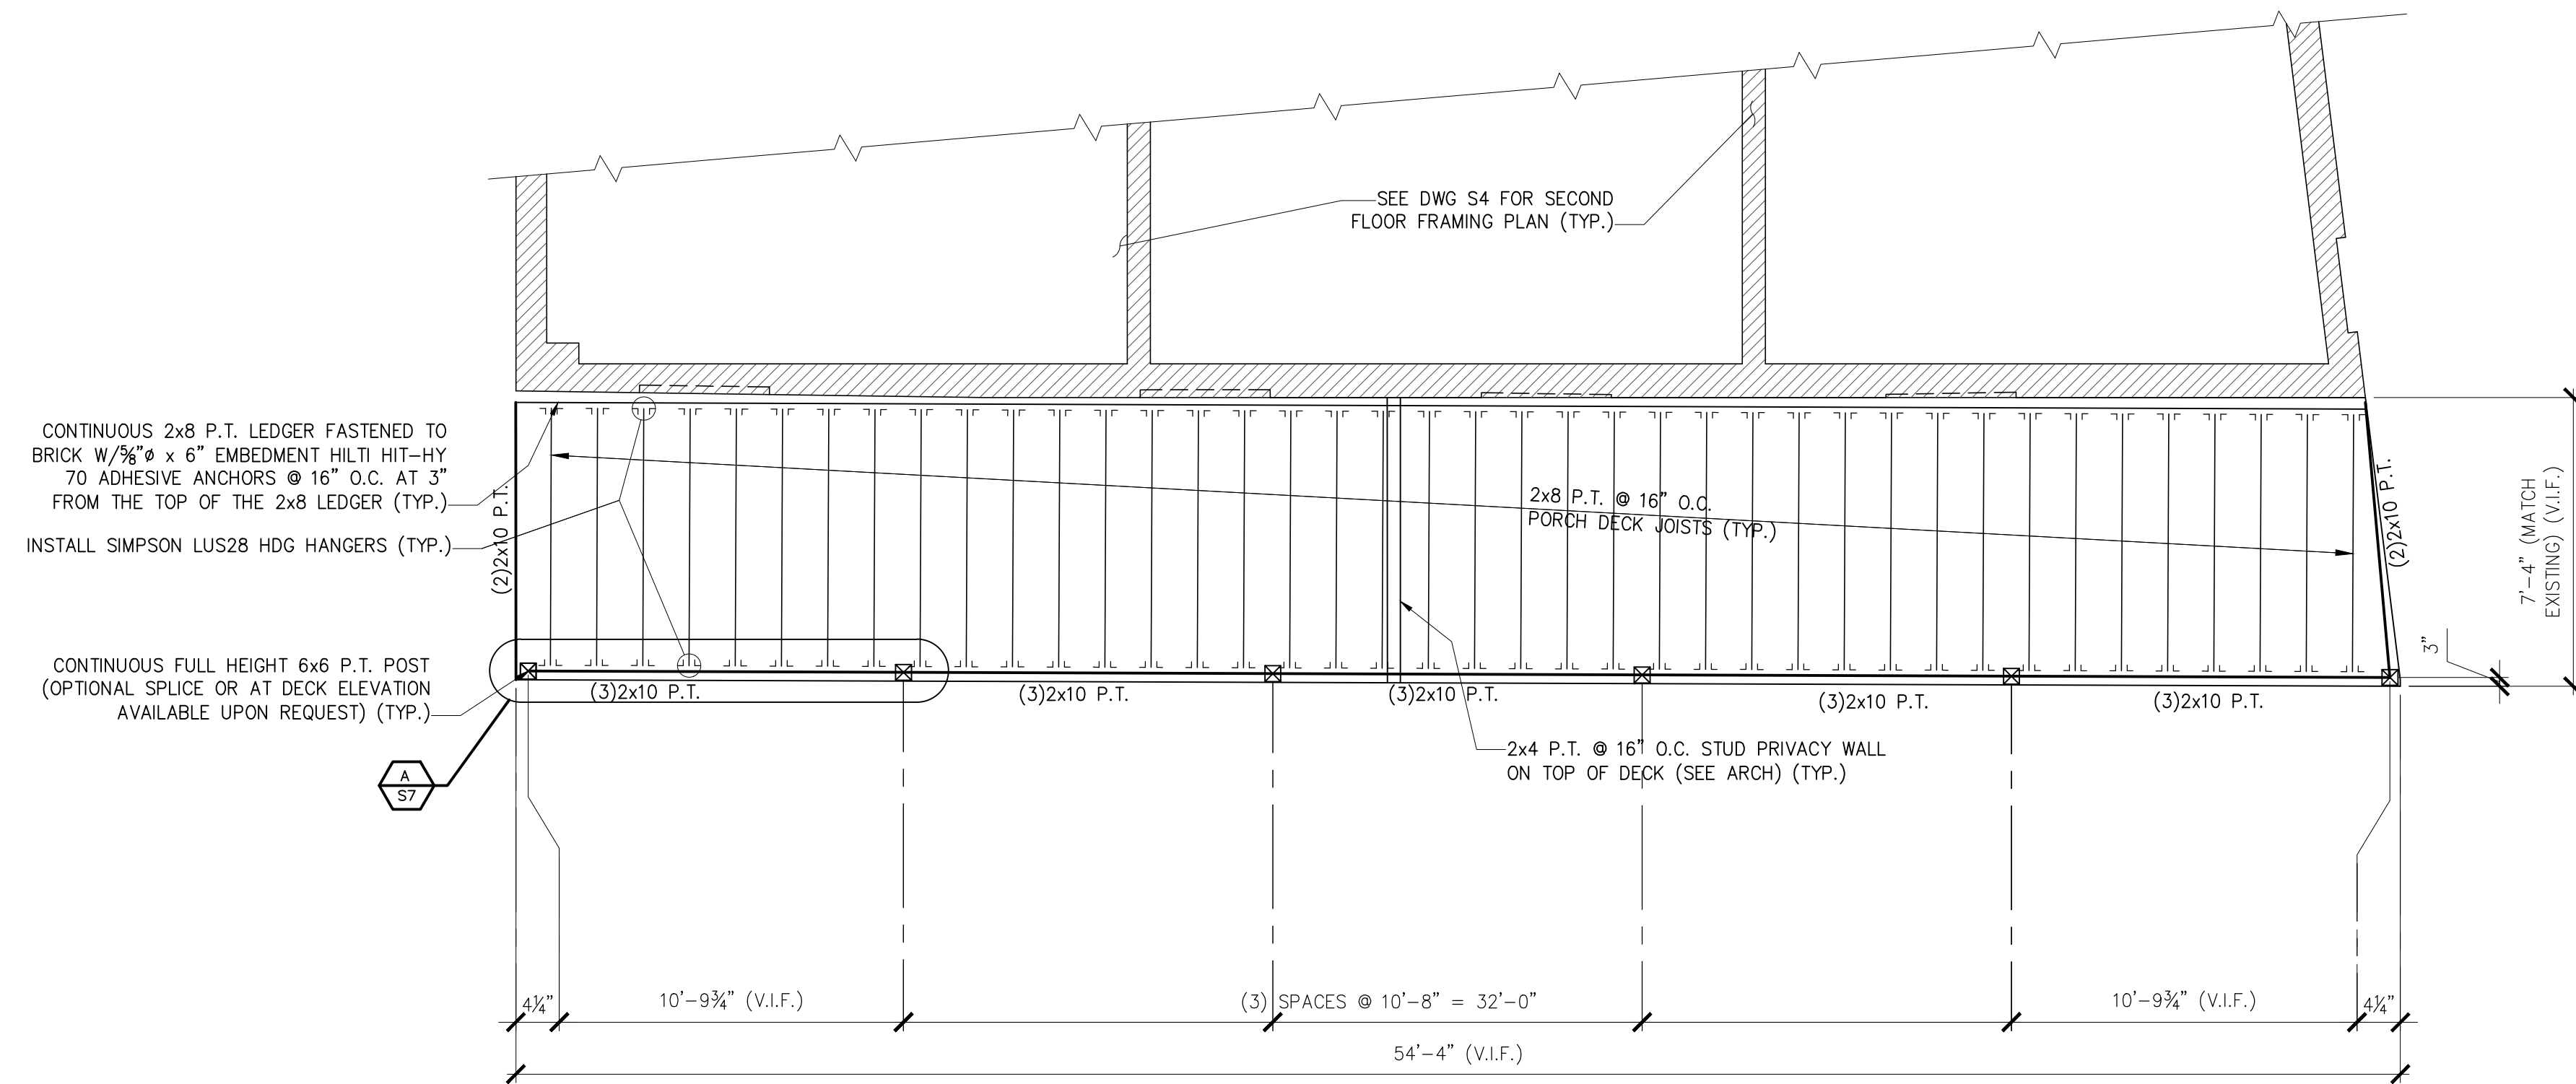 SEE DWG S4 FOR SECOND
FLOOR FRAMING PLAN (TYP.)
CONTINUOUS 2x8 P.T. LEDGER FASTENED TO
BRICK W/⅝"ø x 6" EMBEDMENT HILTI HIT-HY
70 ADHESIVE ANCHORS @ 16" O.C. AT 3"
FROM THE TOP OF THE 2x8 LEDGER (TYP.)
INSTALL SIMPSON LUS28 HDG HANGERS (TYP.)
(2)2x10 P.T.
2x8 P.T. @ 16" O.C.
PORCH DECK JOISTS (TYP.)
(2)2x10 P.T.
7'-4" (MATCH
EXISTING) (V.I.F.)
3"
CONTINUOUS FULL HEIGHT 6x6 P.T. POST
(OPTIONAL SPLICE OR AT DECK ELEVATION
AVAILABLE UPON REQUEST) (TYP.)
(3)2x10 P.T.
(3)2x10 P.T.
(3)2x10 P.T.
(3)2x10 P.T.
(3)2x10 P.T.
2x4 P.T. @ 16" O.C. STUD PRIVACY WALL
ON TOP OF DECK (SEE ARCH) (TYP.)
A
S7
4¼"
10'-9¾" (V.I.F.)
(3) SPACES @ 10'-8" = 32'-0"
10'-9¾" (V.I.F.)
4¼"
54'-4" (V.I.F.)